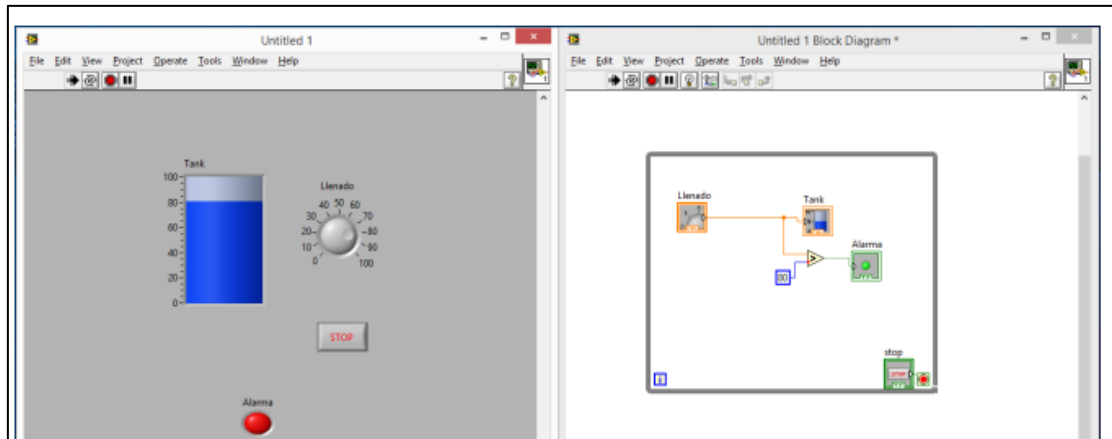 Untitled 1
File Edit View Project Operate Tools Window Help
Tank
100
80
60
40
20
0
Llenado
0 10 20 30 40 50 60 70 80 90 100
STOP
Alarma
Untitled 1 Block Diagram *
File Edit View Project Operate Tools Window Help
Llenado
Tank
Alarma
80
stop
STOP
i